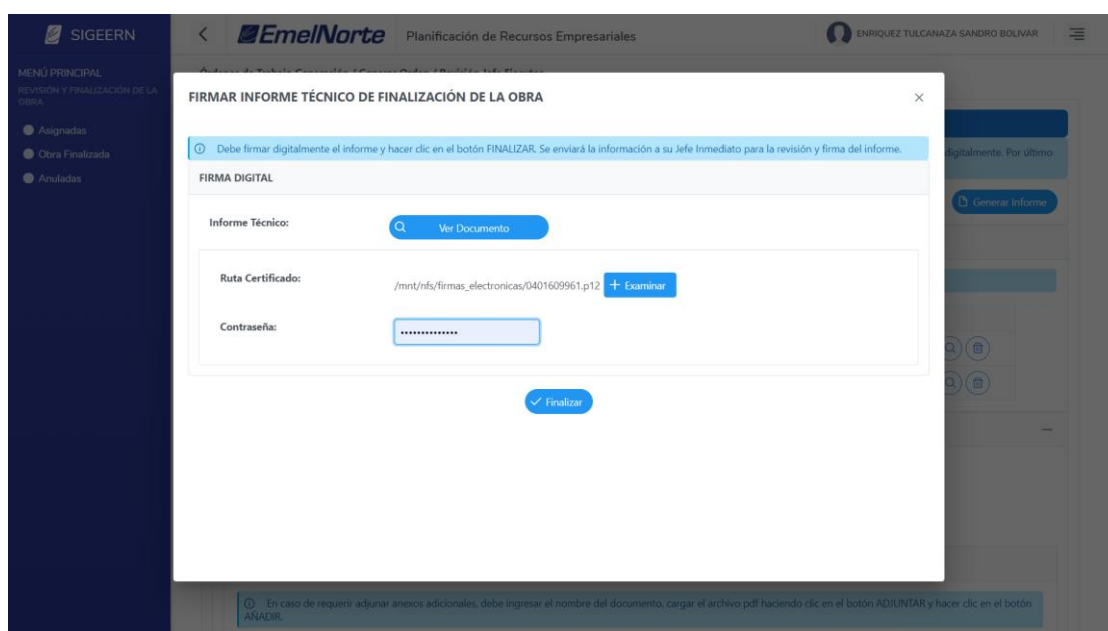 SIGEERN
EmelNorte
Planificación de Recursos Empresariales
ENRIQUEZ TULCANAZA SANDRO BOLIVAR
MENÚ PRINCIPAL
REVISIÓN Y FINALIZACIÓN DE LA
OBRA
Asignadas
Obra Finalizada
Anuladas
FIRMAR INFORME TÉCNICO DE FINALIZACIÓN DE LA OBRA
Debe firmar digitalmente el informe y hacer clic en el botón FINALIZAR. Se enviará la información a su Jefe Inmediato para la revisión y firma del informe.
digitalmente. Por último
FIRMA DIGITAL
Generar Informe
Informe Técnico:
Ver Documento
Ruta Certificado:
/mnt/nfs/firmas_electronicas/0401609961.p12
Examinar
Contraseña:
Finalizar
En caso de requerir adjunar anexos adicionales, debe ingresar el nombre del documento, cargar el archivo pdf haciendo clic en el botón ADJUNTAR y hacer clic en el botón
AÑADIR.